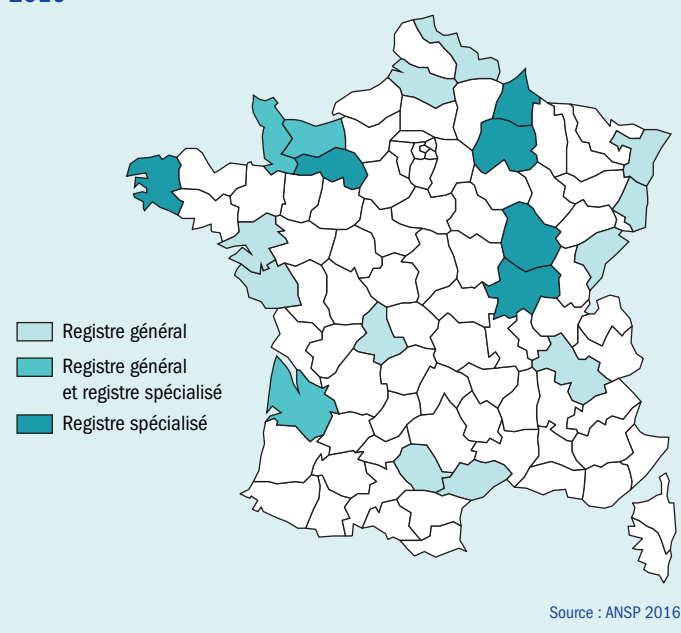 Registre général
Registre général
et registre spécialisé
Registre spécialisé
Source : ANSP 2016